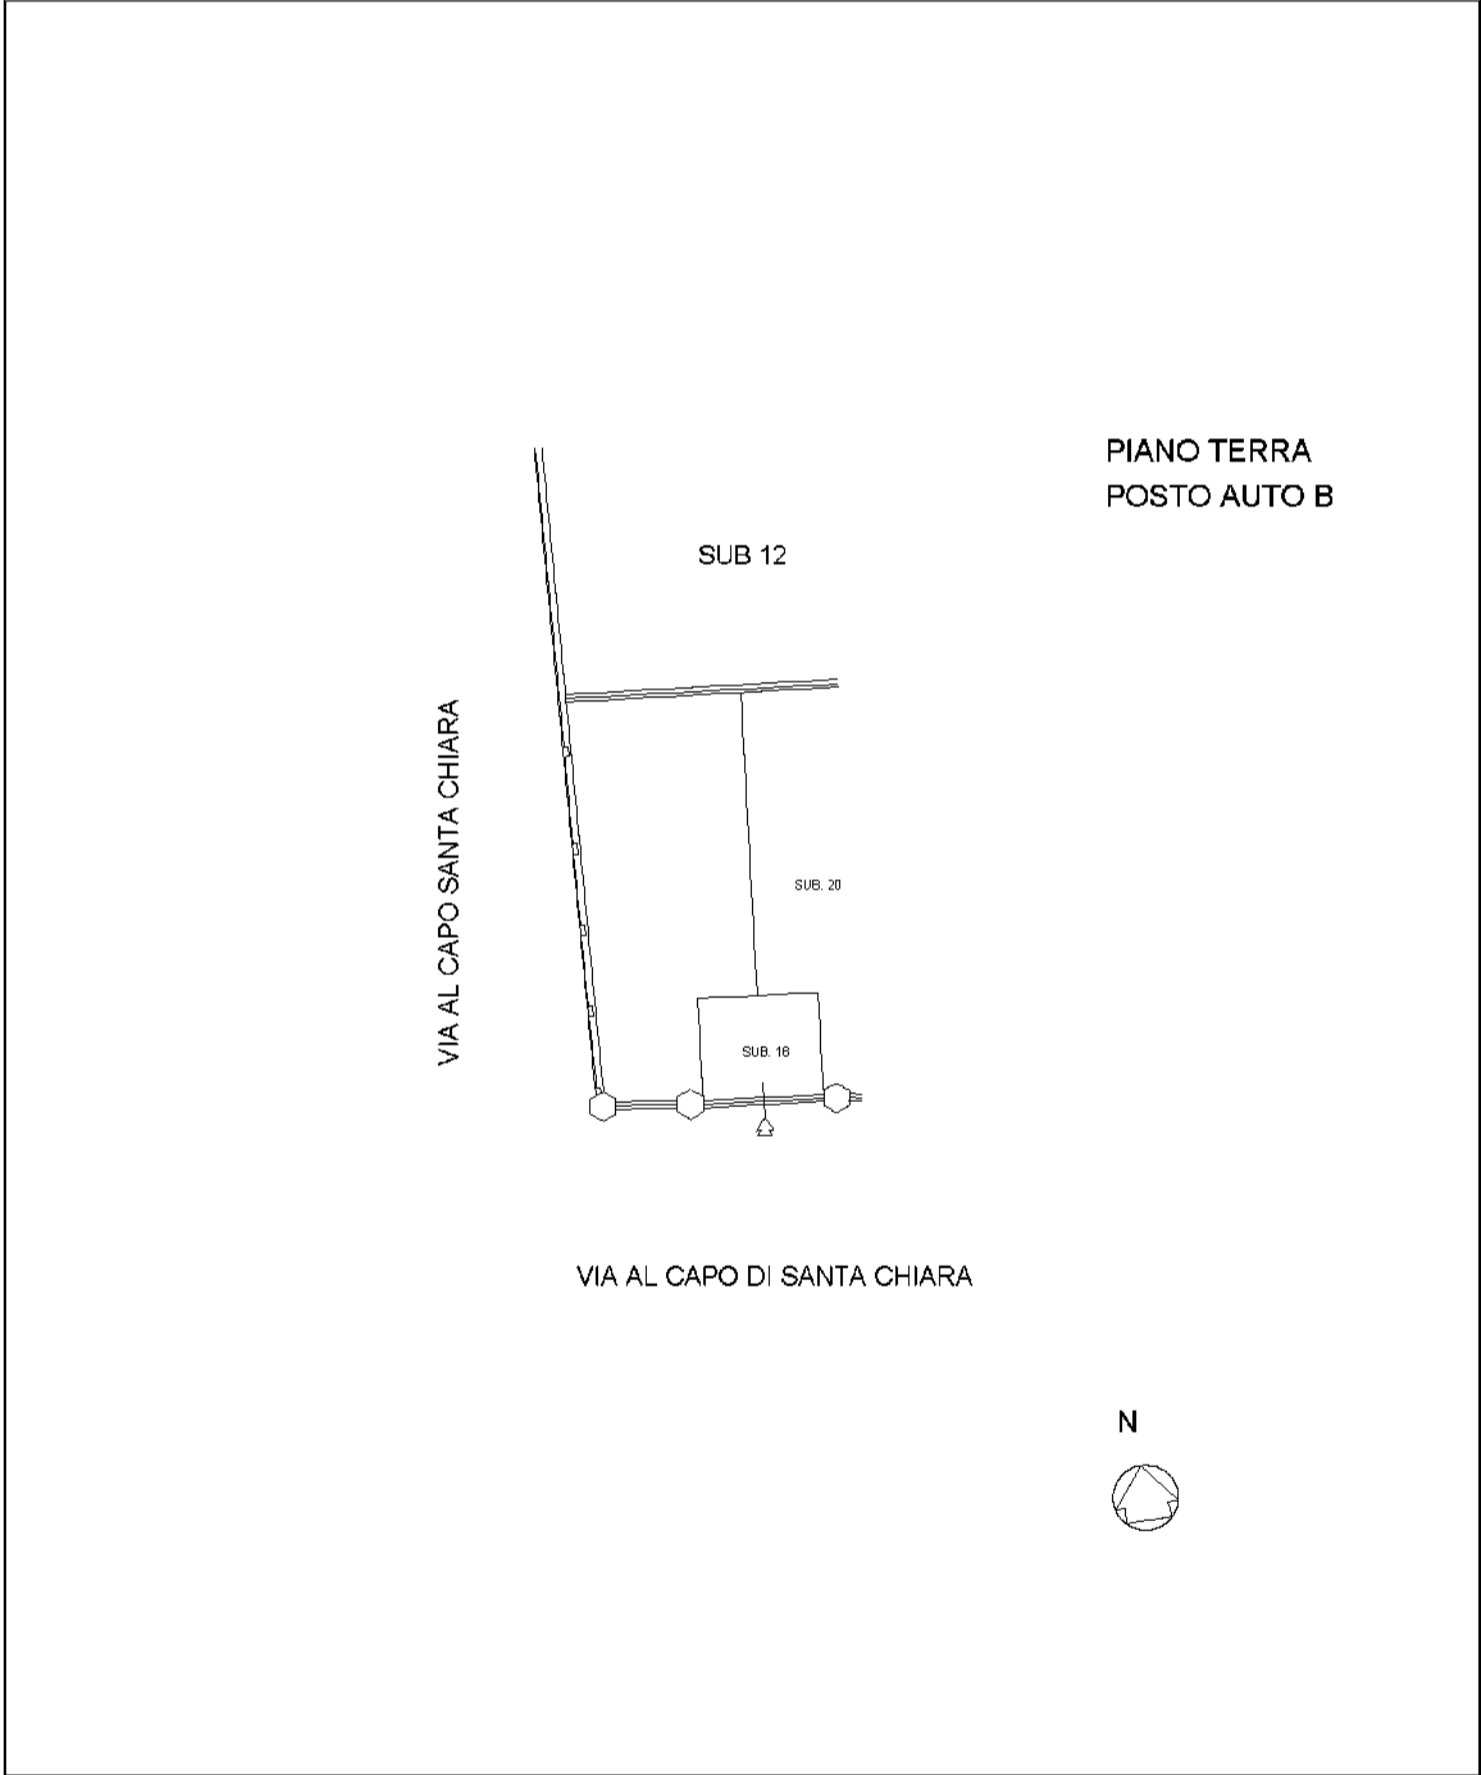 PIANO TERRA
POSTO AUTO B
SUB 12
VIA AL CAPO SANTA CHIARA
SUB. 20
SUB. 18
VIA AL CAPO DI SANTA CHIARA
N